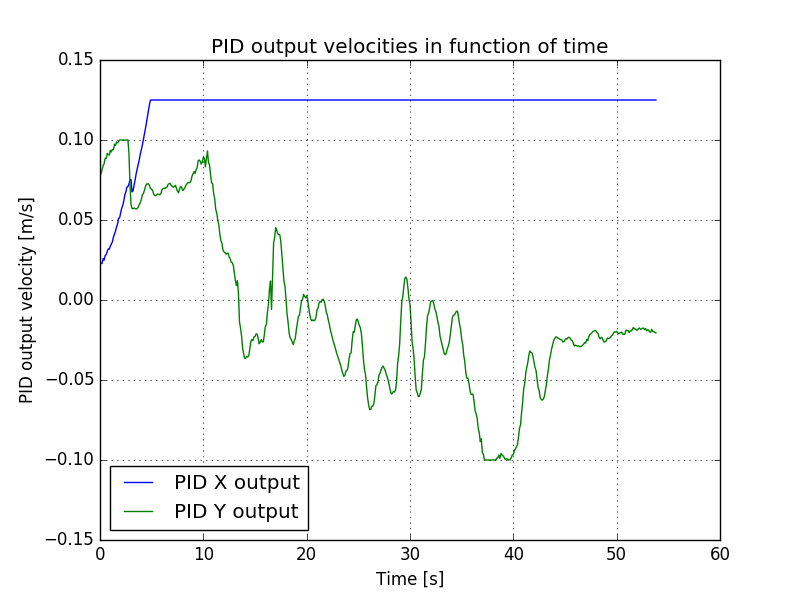 PID output velocities in function of time
0.15
0.10
0.05
0.00
−0.05
−0.10
−0.15
PID output velocity [m/s]
PID X output
PID Y output
0 10 20 30 40 50 60
Time [s]